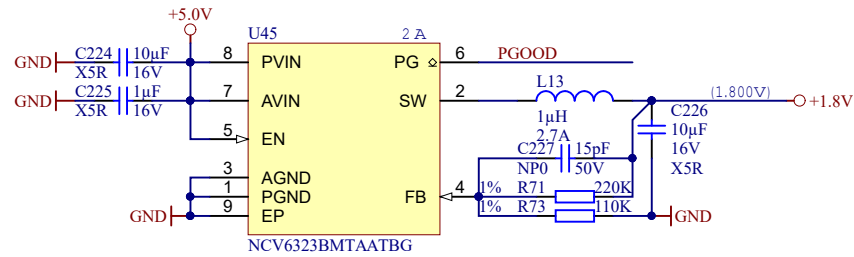 +5.0V
U45
2 A
GND
C224
10µF
X5R
16V
8
PVIN
PG
6
PGOOD
GND
C225
1µF
X5R
16V
7
AVIN
SW
2
L13
1µH
2.7A
(1.800V)
+1.8V
C226
10µF
16V
X5R
5
EN
C227
15pF
NP0
50V
3
AGND
1
PGND
9
EP
GND
FB
4
1%
R71
220K
1%
R73
110K
GND
NCV6323BMTAATBG